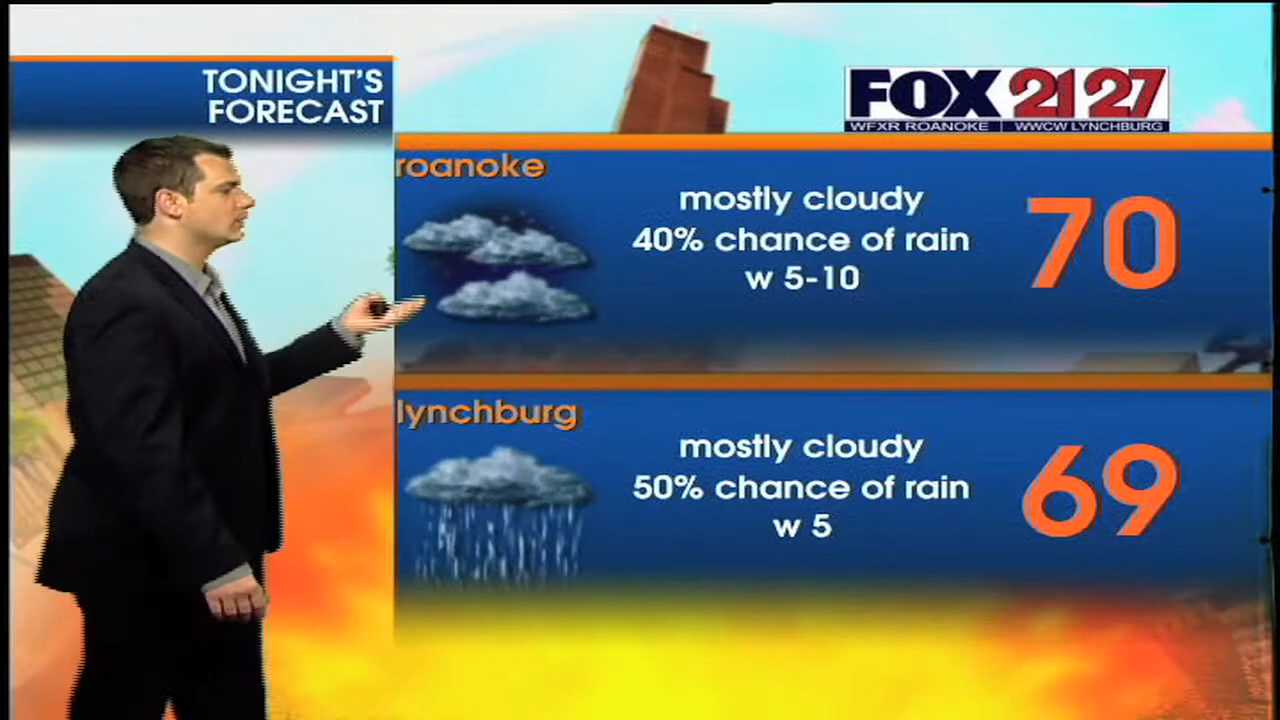 TONIGHT'S
FORECAST
FOX 21 27
WFXR ROANOKE WWCW LYNCHBURG
roanoke
mostly cloudy
40% chance of rain
w 5-10
70
lynchburg
mostly cloudy
50% chance of rain
w 5
69